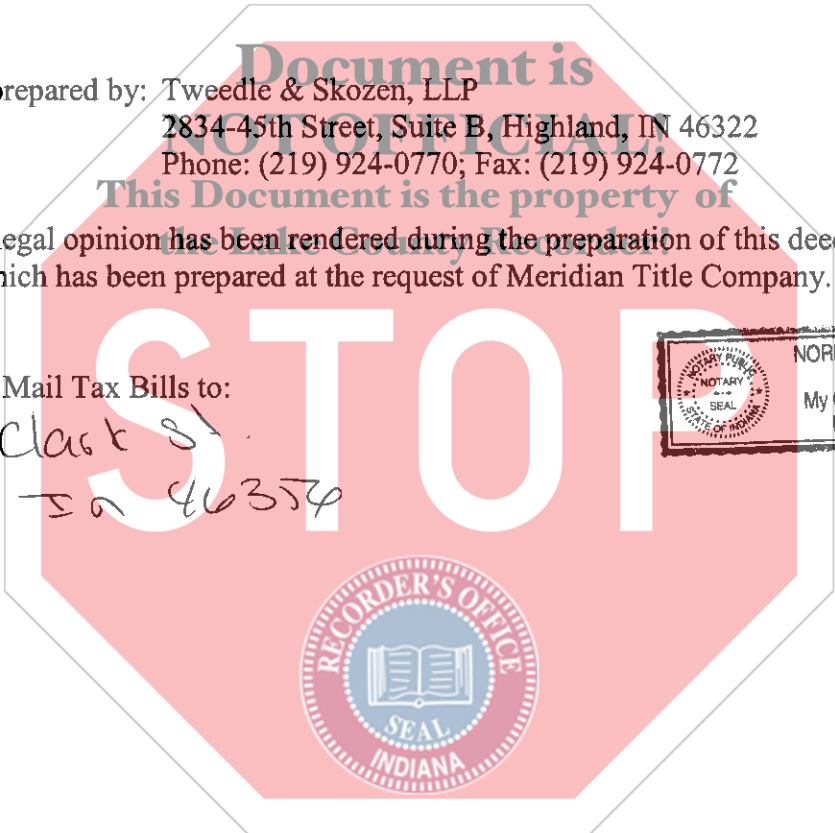 Document is
prepared by: Tweedle & Skozen, LLP
NOT OFFICIAL!
2834-45th Street, Suite B, Highland, IN 46322
Phone: (219) 924-0770; Fax: (219) 924-0772
This Document is the property of
the Lake County Recorder!
legal opinion has been rendered during the preparation of this deed
which has been prepared at the request of Meridian Title Company.
STOP
NOTARY PUBLIC
NOTARY
SEAL
STATE OF INDIANA
My
Mail Tax Bills to:
Clark St.
In 46356
RECORDER'S OFFICE
SEAL
INDIANA